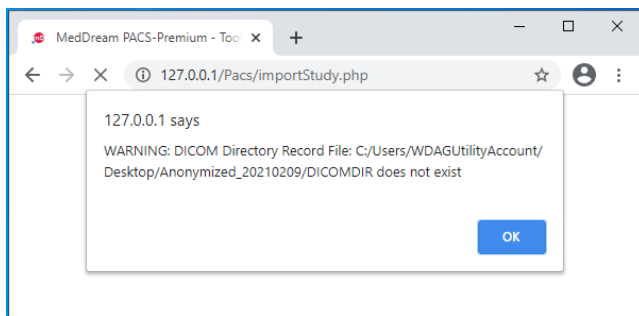 MedDream PACS-Premium - Tool
127.0.0.1/Pacs/importStudy.php
127.0.0.1 says
WARNING: DICOM Directory Record File: C:/Users/WDAGUtilityAccount/
Desktop/Anonymized_20210209/DICOMDIR does not exist
OK